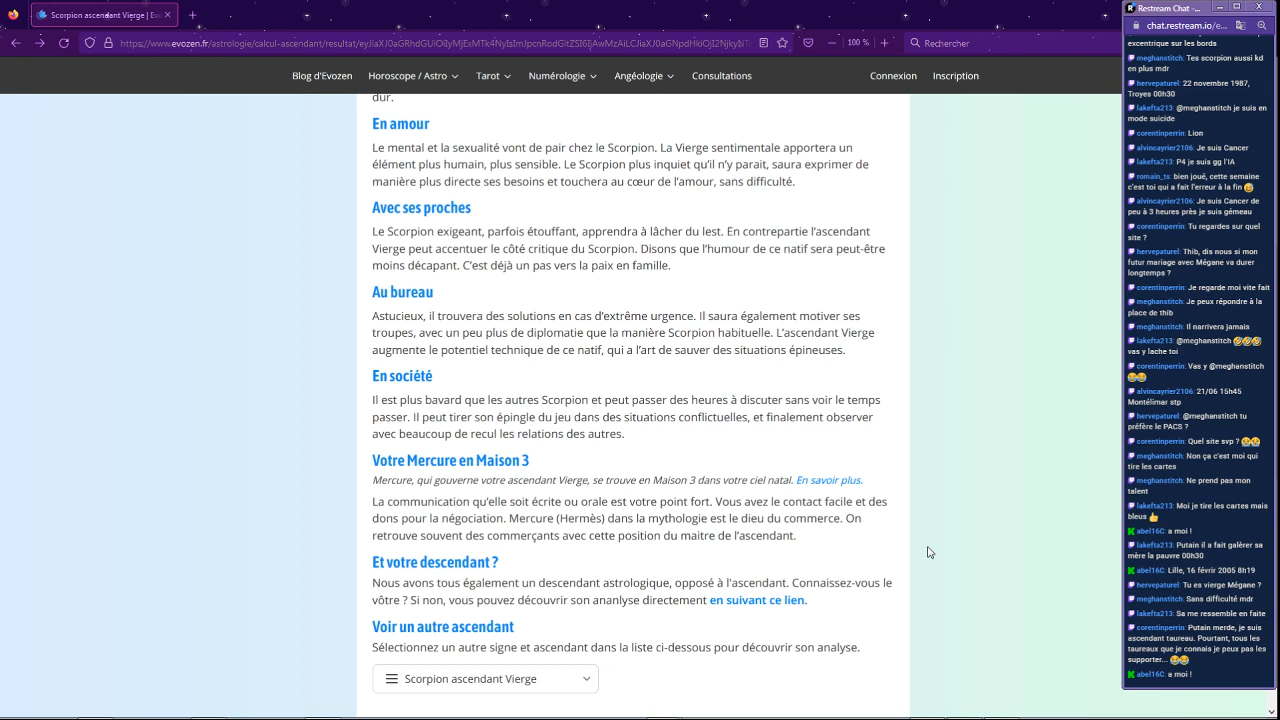 Scorpion ascendant Vierge | Evo
https://www.evozen.fr/astrologie/calcul-ascendant/resultat/
100 %
Rechercher
Blog d'Evozen
Horoscope / Astro
Tarot
Numérologie
Angéologie
Consultations
Connexion
Inscription
dur.
En amour
Le mental et la sexualité vont de pair chez le Scorpion. La Vierge sentimentale apportera un
élément plus humain, plus sensible. Le Scorpion plus inquiet qu'il n'y parait, saura exprimer de
manière plus directe ses besoins et touchera au cœur de l'amour, sans difficulté.
Avec ses proches
Le Scorpion exigeant, parfois étouffant, apprendra à lâcher du lest. En contrepartie l'ascendant
Vierge peut accentuer le côté critique du Scorpion. Disons que l'humour de ce natif sera peut-être
moins décapant. C'est déjà un pas vers la paix en famille.
Au bureau
Astucieux, il trouvera des solutions en cas d'extrême urgence. Il saura également motiver ses
troupes, avec un peu plus de diplomatie que la manière Scorpion habituelle. L'ascendant Vierge
augmente le potentiel technique de ce natif, qui a l'art de sauver des situations épineuses.
En société
Il est plus bavard que les autres Scorpion et peut passer des heures à discuter sans voir le temps
passer. Il peut tirer son épingle du jeu dans des situations conflictuelles, et finalement observer
avec beaucoup de recul les relations des autres.
Votre Mercure en Maison 3
Mercure, qui gouverne votre ascendant Vierge, se trouve en Maison 3 dans votre ciel natal. En savoir plus.
La communication qu'elle soit écrite ou orale est votre point fort. Vous avez le contact facile et des
dons pour la négociation. Mercure (Hermès) dans la mythologie est le dieu du commerce. On
retrouve souvent des commerçants avec cette position du maitre de l'ascendant.
Et votre descendant ?
Nous avons tous également un descendant astrologique, opposé à l'ascendant. Connaissez-vous le
vôtre ? Si non, vous pouvez découvrir son ananlyse directement en suivant ce lien.
Voir un autre ascendant
Sélectionnez un autre signe et ascendant dans la liste ci-dessous pour découvrir son analyse.
Scorpion ascendant Vierge
Restream Chat -...
chat.restream.io/e...
excentrique sur les bords
meghanstitch: Tes scorpion aussi kd
en plus mdr
hervepaturel: 22 novembre 1987,
Troyes 00h30
lakefta213: @meghanstitch je suis en
mode suicide
corentinperrin: Lion
alvincayrier2106: Je suis Cancer
lakefta213: P4 je suis gg l'IA
romain_ts: bien joué, cette semaine
c'est toi qui a fait l'erreur à la fin 😅
alvincayrier2106: Je suis Cancer de
peu à 3 heures près je suis gémeau
corentinperrin: Tu regardes sur quel
site ?
hervepaturel: Thib, dis nous si mon
futur mariage avec Mégane va durer
longtemps ?
corentinperrin: Je regarde moi vite fait
meghanstitch: Je peux répondre à la
place de thib
meghanstitch: Il narrivera jamais
lakefta213: @meghanstitch 🤣🤣🤣
vas y lache toi
corentinperrin: Vas y @meghanstitch
😂😂
alvincayrier2106: 21/06 15h45
Montélimar stp
hervepaturel: @meghanstitch tu
préfère le PACS ?
corentinperrin: Quel site svp ? 😭😭
meghanstitch: Non ça c'est moi qui
tire les cartes
meghanstitch: Ne prend pas mon
talent
lakefta213: Moi je tire les cartes mais
bleus 👍
abel16C: a moi !
lakefta213: Putain il a fait galèrer sa
mère la pauvre 00h30
abel16C: Lille, 16 févrir 2005 8h19
hervepaturel: Tu es vierge Mégane ?
meghanstitch: Sans difficulté mdr
lakefta213: Sa me ressemble en faite
corentinperrin: Putain merde, je suis
ascendant taureau. Pourtant, tous les
taureaux que je connais je peux pas les
supporter... 😂😂
abel16C: a moi !